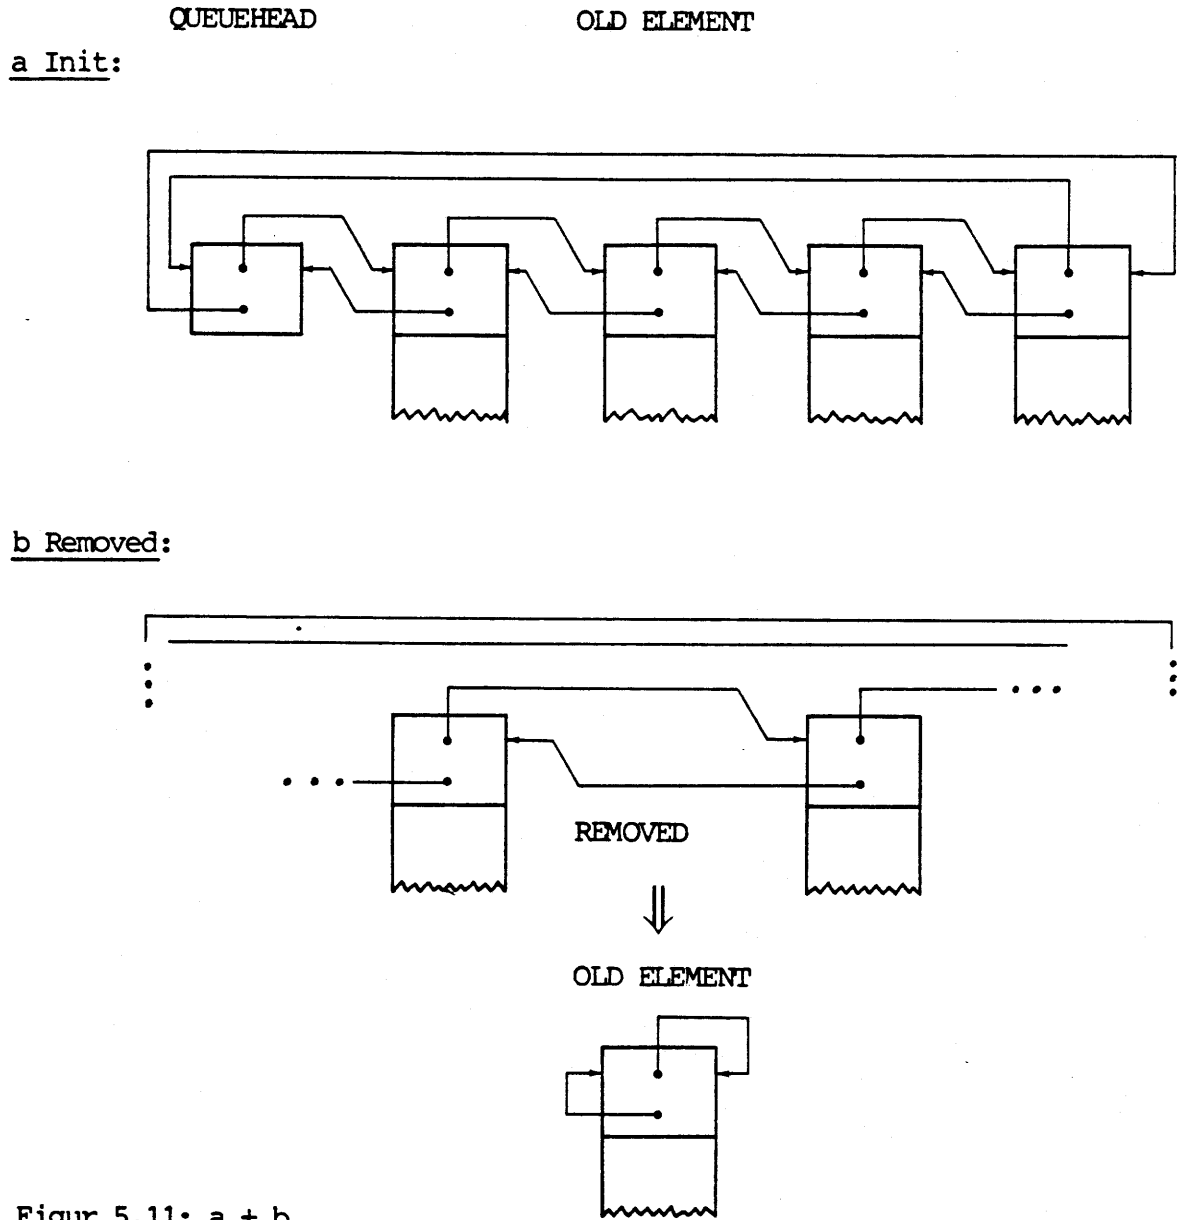 QUEUEHEAD OLD ELEMENT
a Init:
b Removed:
REMOVED
OLD ELEMENT
Figur 5.11: a + b